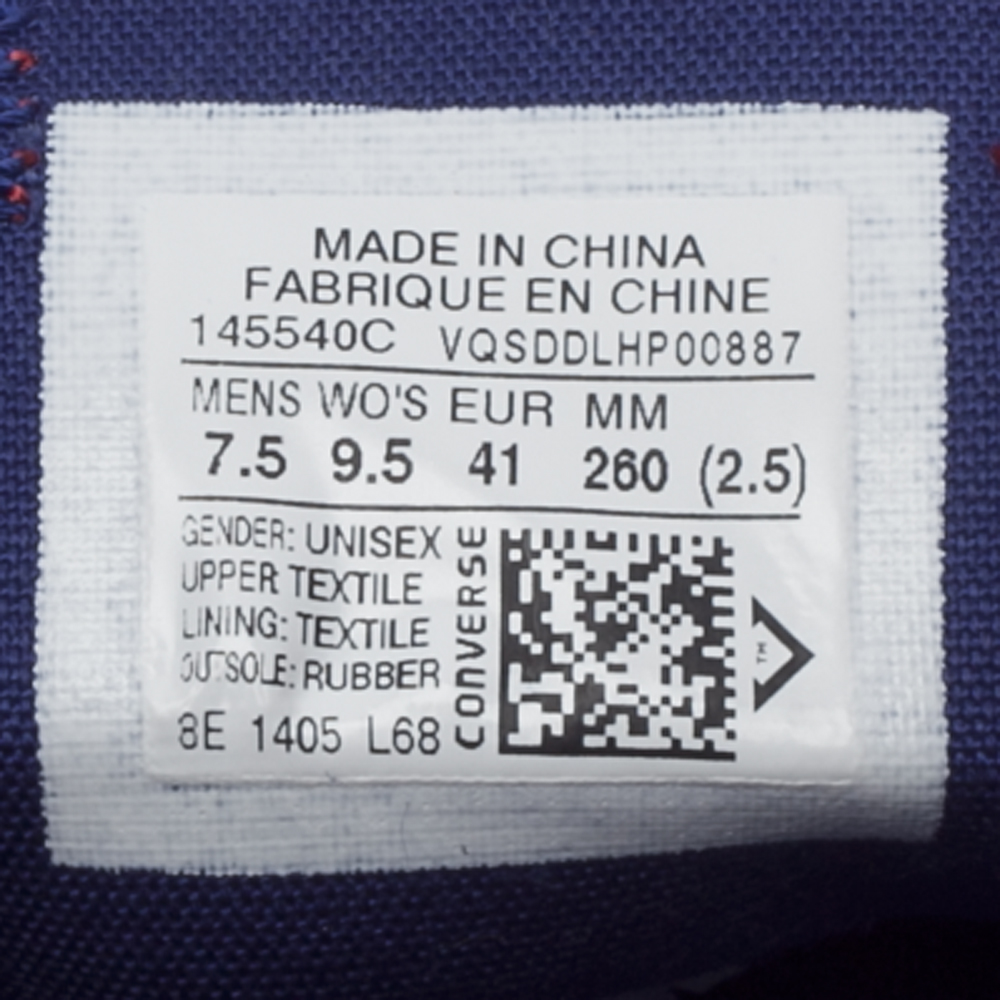 MADE IN CHINA
FABRIQUE EN CHINE
145540C VQSDDLHP00887
MENS WO'S EUR MM
7.5 9.5 41 260 (2.5)
GENDER: UNISEX
UPPER TEXTILE
LINING: TEXTILE
OUTSOLE: RUBBER
8E 1405 L68
CONVERSE
TM